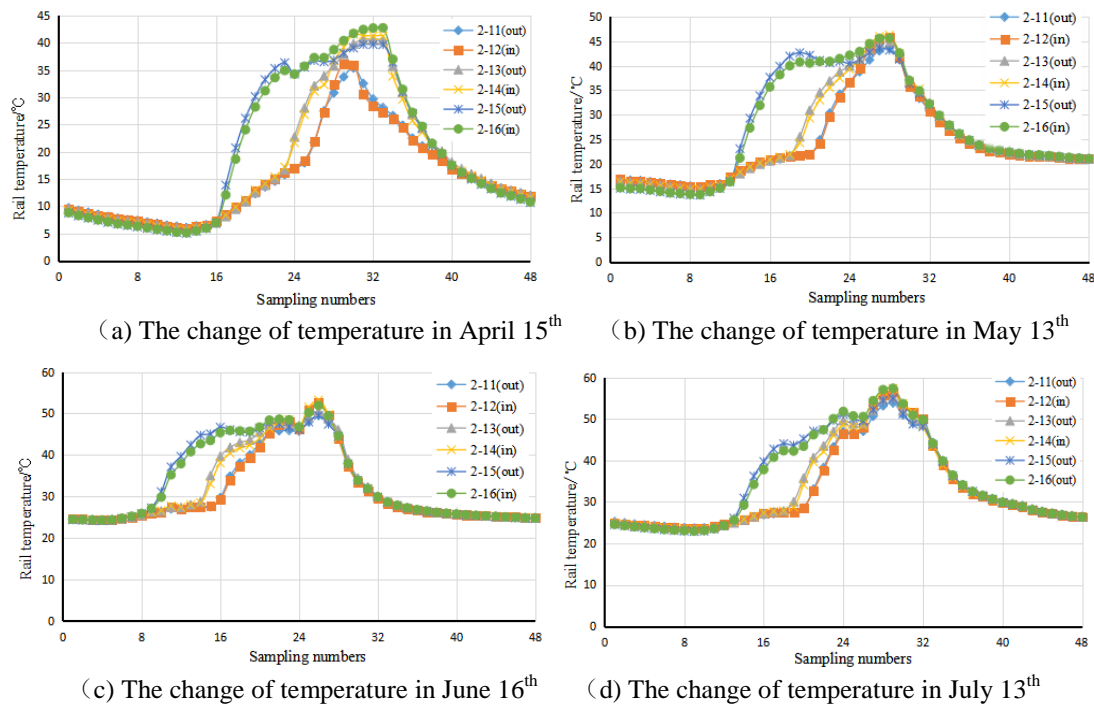 45
40
35
30
25
20
15
10
5
0
Rail temperature/℃
0 8 16 24 32 40 48
Sampling numbers
2-11(out)
2-12(in)
2-13(out)
2-14(in)
2-15(out)
2-16(in)
（a) The change of temperature in April 15th
50
45
40
35
30
25
20
15
10
5
0
Rail temperature/℃
0 8 16 24 32 40 48
Sampling numbers
2-11(out)
2-12(in)
2-13(out)
2-14(in)
2-15(out)
2-16(in)
（b) The change of temperature in May 13th
60
50
40
30
20
10
0
Rail temperature/℃
0 8 16 24 32 40 48
Sampling numbers
2-11(out)
2-12(in)
2-13(out)
2-14(in)
2-15(out)
2-16(in)
（c) The change of temperature in June 16th
60
50
40
30
20
10
0
Rail temperature/℃
0 8 16 24 32 40 48
Sampling numbers
2-11(out)
2-12(in)
2-13(out)
2-14(in)
2-15(out)
2-16(out)
（d) The change of temperature in July 13th